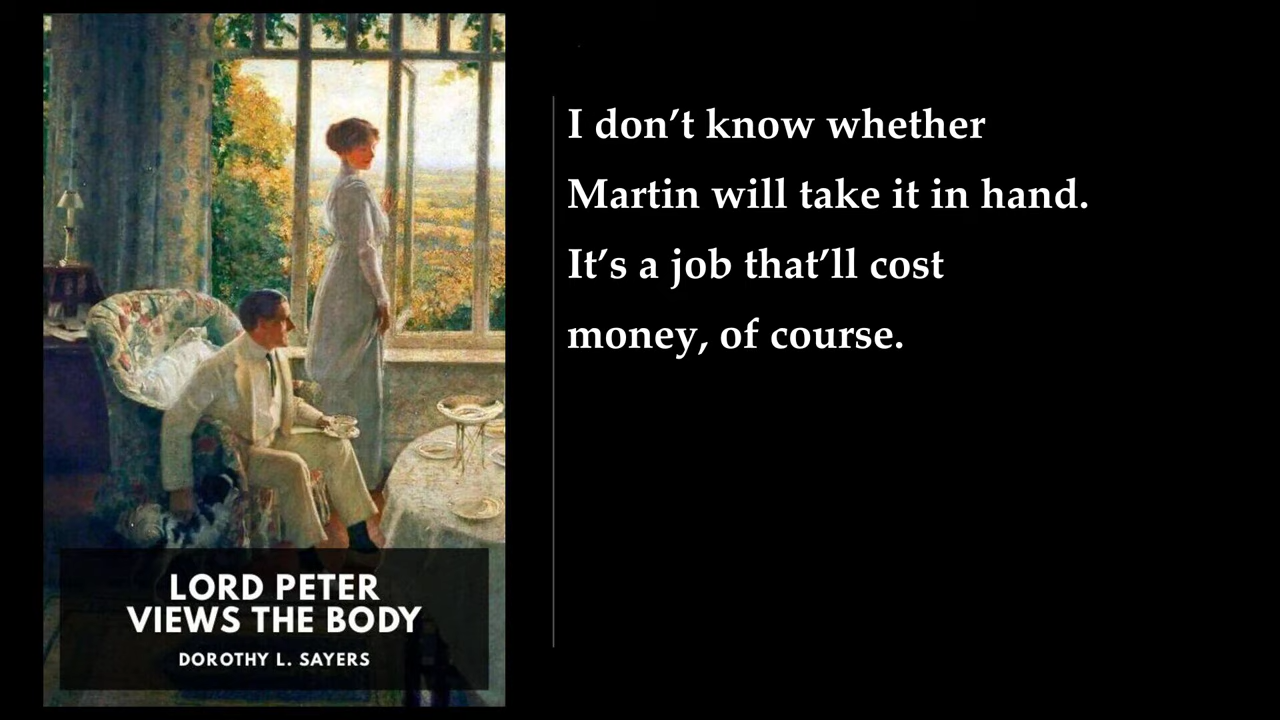 I don’t know whether
Martin will take it in hand.
It’s a job that’ll cost
money, of course.
LORD PETER
VIEWS THE BODY
DOROTHY L. SAYERS